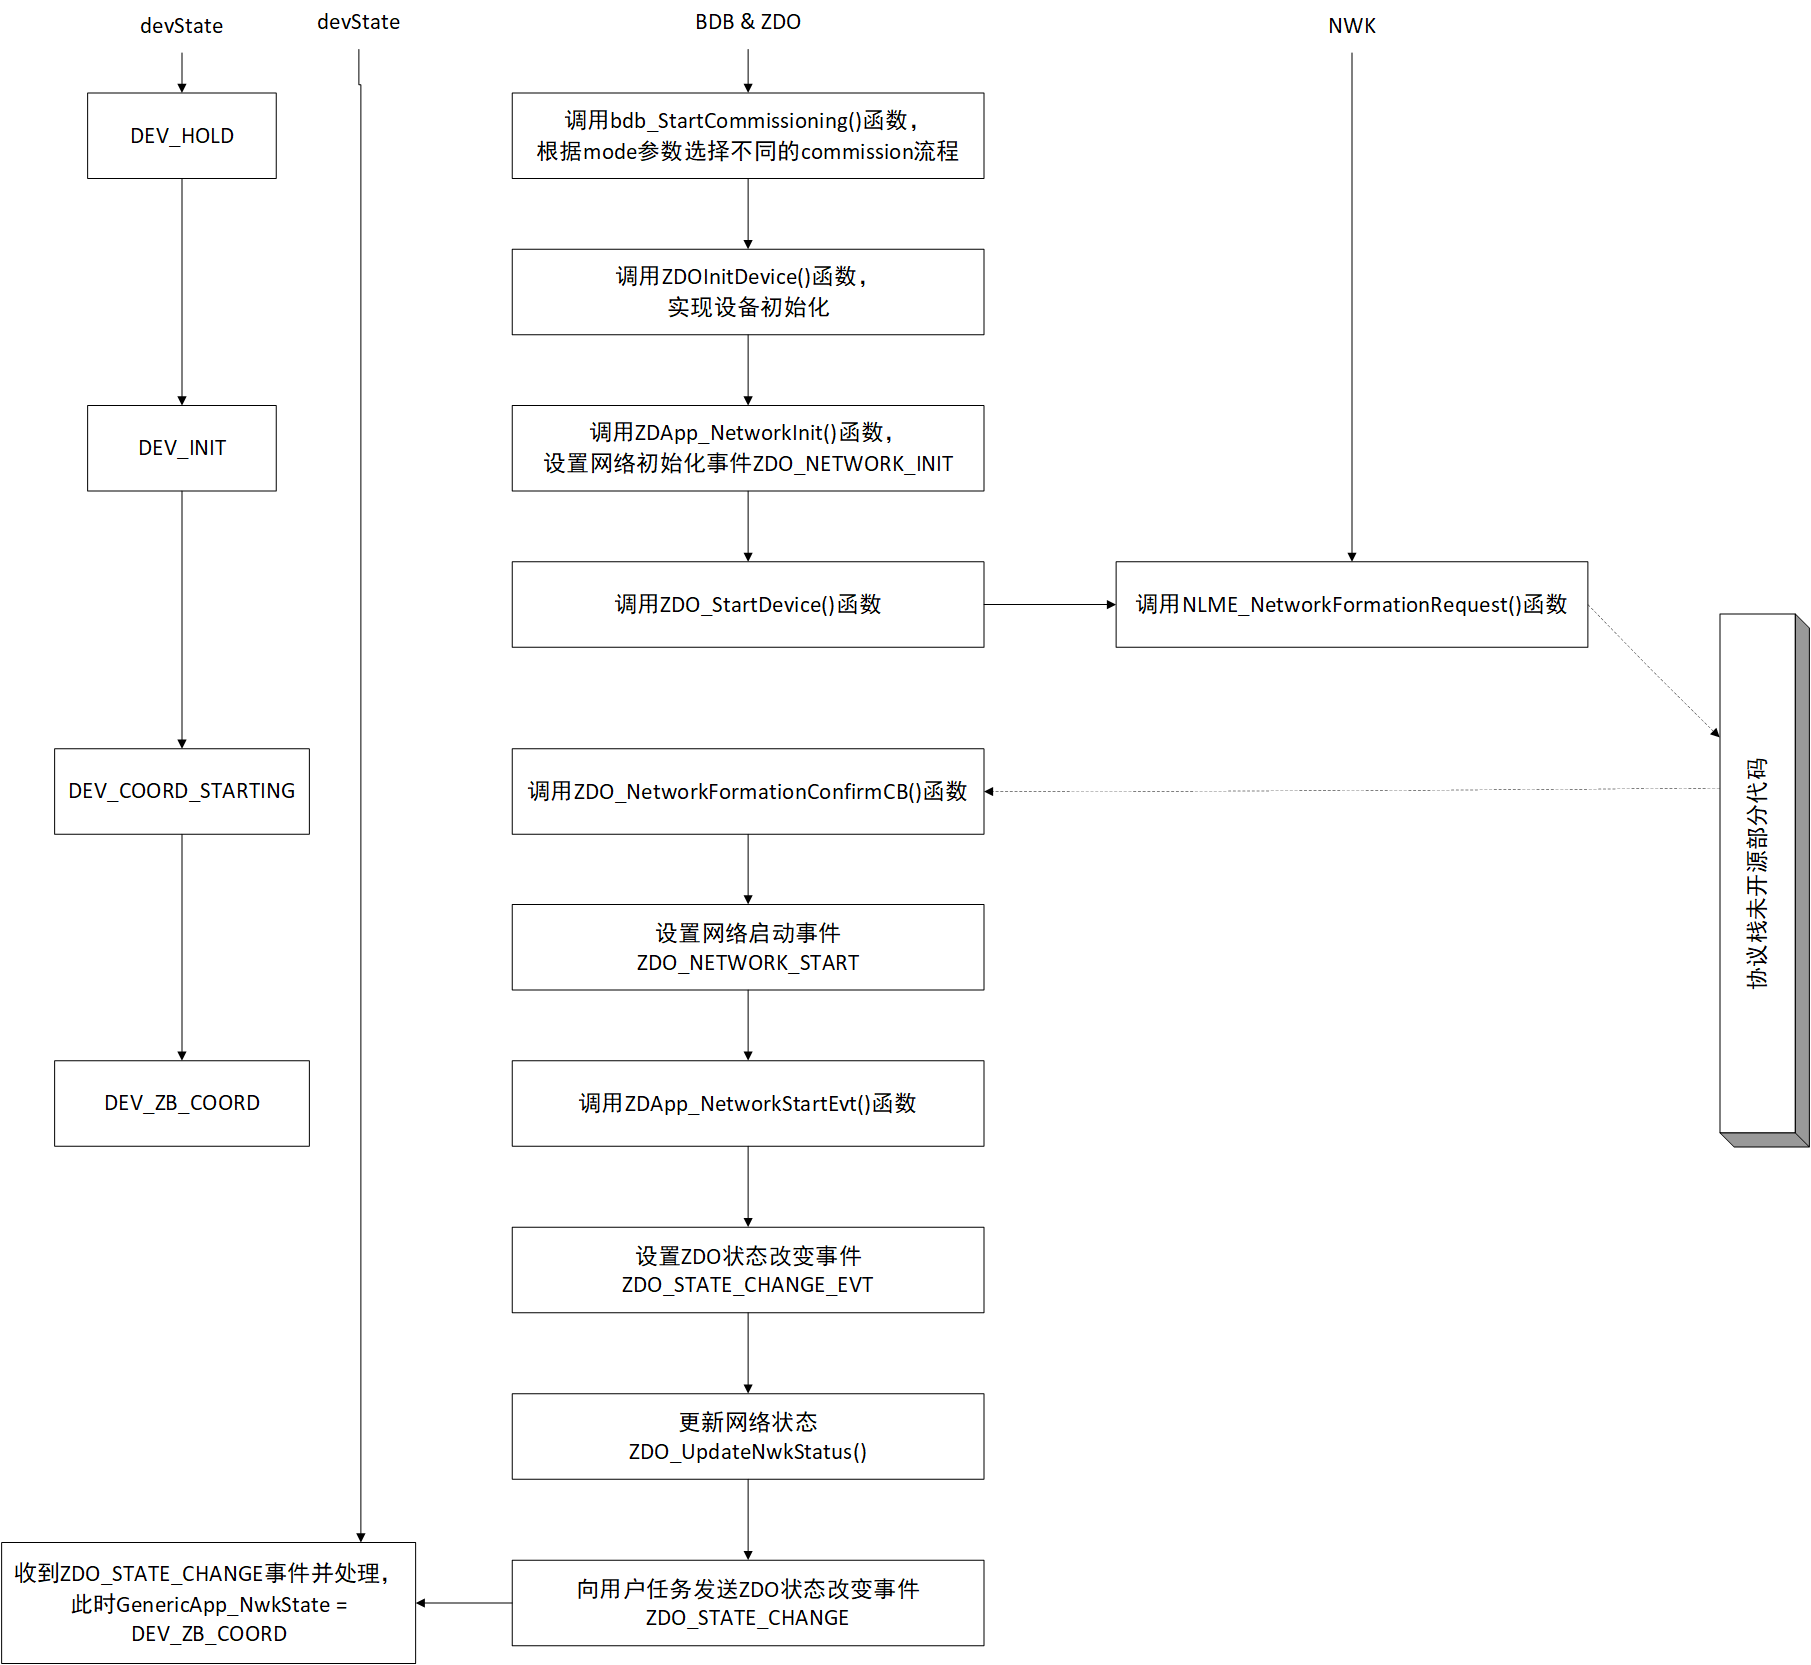 devState
devState
BDB & ZDO
NWK
DEV_HOLD
调用bdb_StartCommissioning()函数，
根据mode参数选择不同的commission流程
调用ZDOInitDevice()函数，
实现设备初始化
DEV_INIT
调用ZDApp_NetworkInit()函数，
设置网络初始化事件ZDO_NETWORK_INIT
调用ZDO_StartDevice()函数
调用NLME_NetworkFormationRequest()函数
协议栈未开源部分代码
DEV_COORD_STARTING
调用ZDO_NetworkFormationConfirmCB()函数
设置网络启动事件
ZDO_NETWORK_START
DEV_ZB_COORD
调用ZDApp_NetworkStartEvt()函数
设置ZDO状态改变事件
ZDO_STATE_CHANGE_EVT
更新网络状态
ZDO_UpdateNwkStatus()
收到ZDO_STATE_CHANGE事件并处理，
此时GenericApp_NwkState =
DEV_ZB_COORD
向用户任务发送ZDO状态改变事件
ZDO_STATE_CHANGE